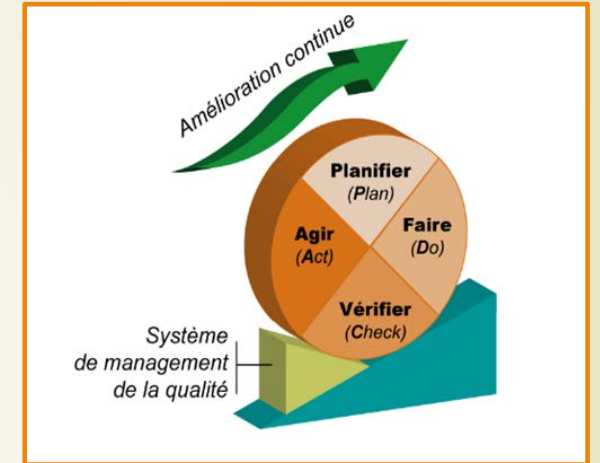 Amélioration continue
Planifier
(Plan)
Faire
(Do)
Vérifier
(Check)
Agir
(Act)
Système
de management
de la qualité